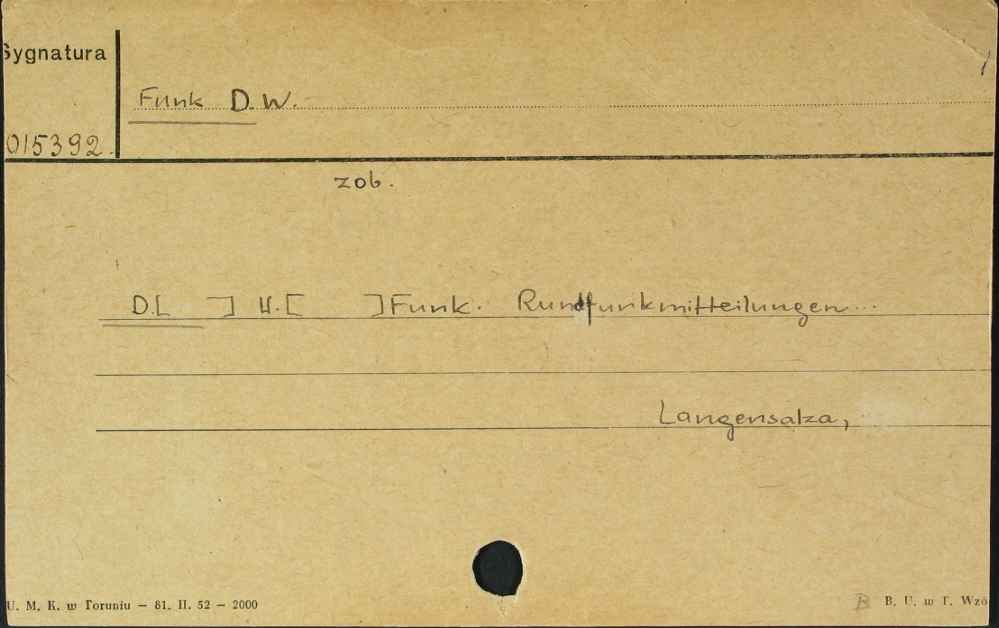 Sygnatura
Funk D.W.
015392.
zob.
D.[ ] W.[ ] Funk. Rundfunkmitteilungen...
Langensalza,
U. M. K. w Toruniu – 81. II. 52 – 2000
B B. U. w T. Wzó